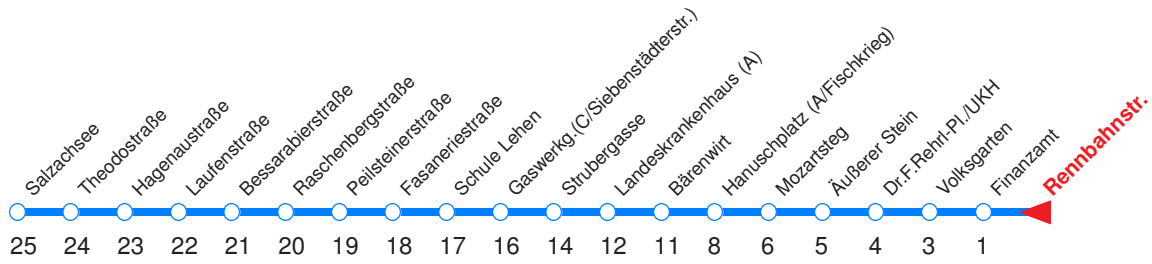 Salzachsee
Theodostraße
Hagenaustraße
Laufenstraße
Bessarabierstraße
Raschenbergstraße
Peilsteinerstraße
Fasaneriestraße
Schule Lehen
Gaswerkg.(C/Siebenstädterstr.)
Strubergasse
Landeskrankenhaus (A)
Bärenwirt
Hanuschplatz (A/Fischkrieg)
Mozartsteg
Äußerer Stein
Dr.F.Rehrl-Pl./UKH
Volksgarten
Finanzamt
Rennbahnstr.
25 24 23 22 21 20 19 18 17 16 14 12 11 8 6 5 4 3 1